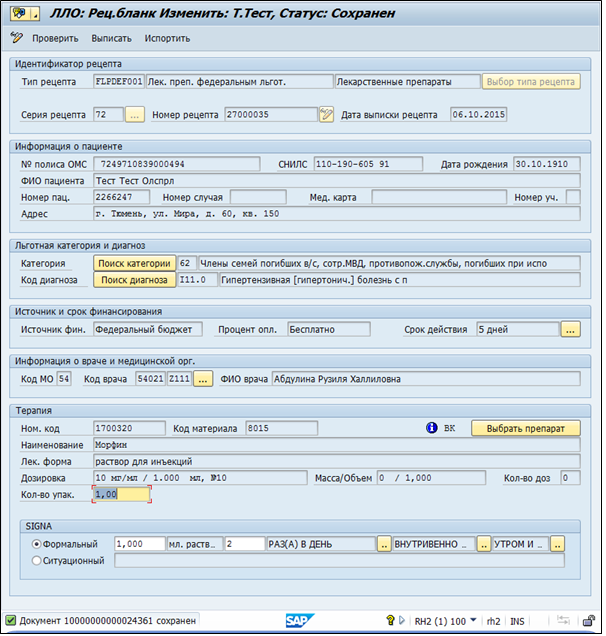 ЛЛО: Рец.бланк Изменить: Т.Тест, Статус: Сохранен
Проверить Выписать Испортить
Идентификатор рецепта
Тип рецепта FLPDEF001 Лек. преп. федеральным льгот. Лекарственные препараты Выбор типа рецепта
Серия рецепта 72 ... Номер рецепта 27000035 Дата выписки рецепта 06.10.2015
Информация о пациенте
№ полиса ОМС 7249710839000494 СНИЛС 110-190-605 91 Дата рождения 30.10.1910
ФИО пациента Тест Тест Олспрл
Номер пац. 2266247 Номер случая Мед. карта Номер уч.
Адрес г. Тюмень, ул. Мира, д. 60, кв. 150
Льготная категория и диагноз
Категория Поиск категории 62 Члены семей погибших в/с, сотр.МВД, противопож.службы, погибших при испо
Код диагноза Поиск диагноза I11.0 Гипертензивная [гипертонич.] болезнь с п
Источник и срок финансирования
Источник фин. Федеральный бюджет Процент опл. Бесплатно Срок действия 5 дней ...
Информация о враче и медицинской орг.
Код МО 54 Код врача 54021 Z111 ... ФИО врача Абдулина Рузиля Халлиловна
Терапия
Ном. код 1700320 Код материала 8015 ВК Выбрать препарат
Наименование Морфин
Лек. форма раствор для инъекций
Дозировка 10 мг/мл / 1.000 мл, №10 Масса/Объем 0 / 1,000 Кол-во доз 0
Кол-во упак. 1,00
SIGNA
Формальный 1,000 мл. раств... 2 РАЗ(А) В ДЕНЬ .. ВНУТРИВЕННО ... .. УТРОМ И ... ..
Ситуационный
Документ 10000000000024361 сохранен SAP RH2 (1) 100 rh2 INS